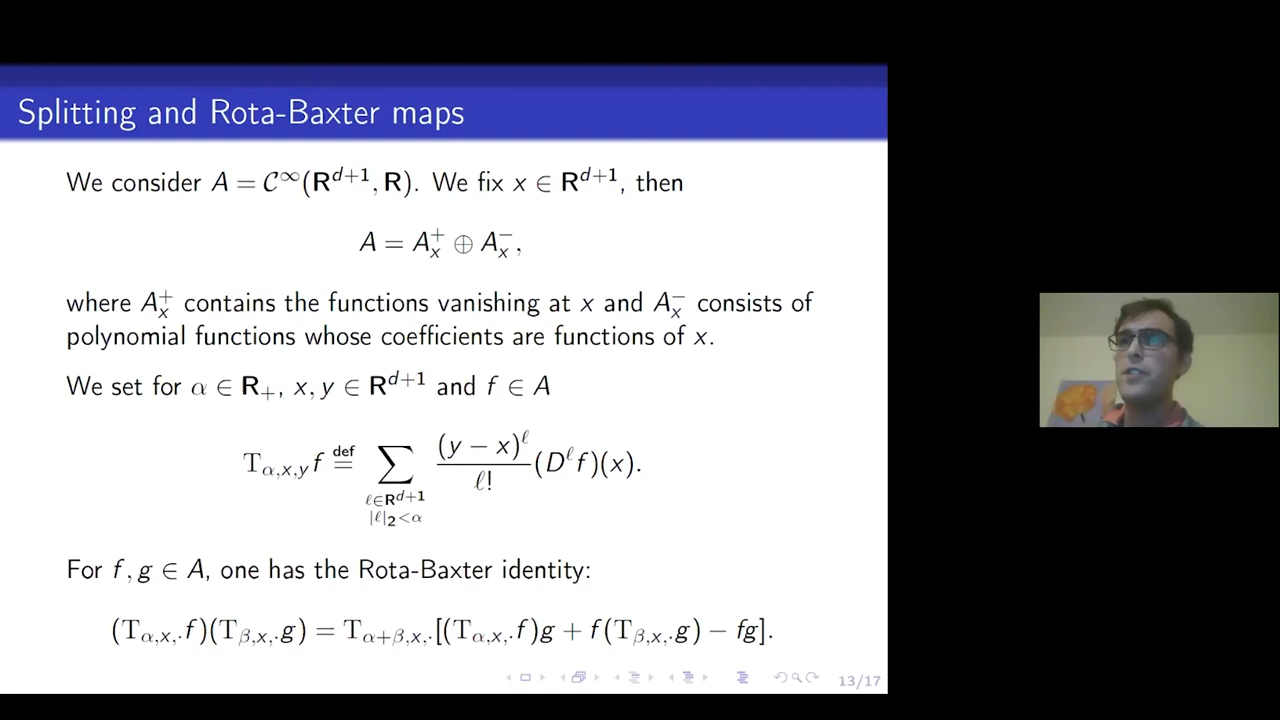 Splitting and Rota-Baxter maps
We consider A = 𝒞^∞(R^{d+1}, R). We fix x ∈ R^{d+1}, then
A = A_x^+ ⊕ A_x^-,
where A_x^+ contains the functions vanishing at x and A_x^- consists of
polynomial functions whose coefficients are functions of x.
We set for α ∈ R_+, x, y ∈ R^{d+1} and f ∈ A
T_{α,x,y} f \stackrel{def}{=} \sum_{ℓ∈R^{d+1}, |ℓ|_2<α} \frac{(y − x)^ℓ}{ℓ!} (D^ℓ f)(x).
For f, g ∈ A, one has the Rota-Baxter identity:
(T_{α,x,·} f)(T_{β,x,·} g) = T_{α+β,x,·} [(T_{α,x,·} f)g + f(T_{β,x,·} g) − fg].
13/17